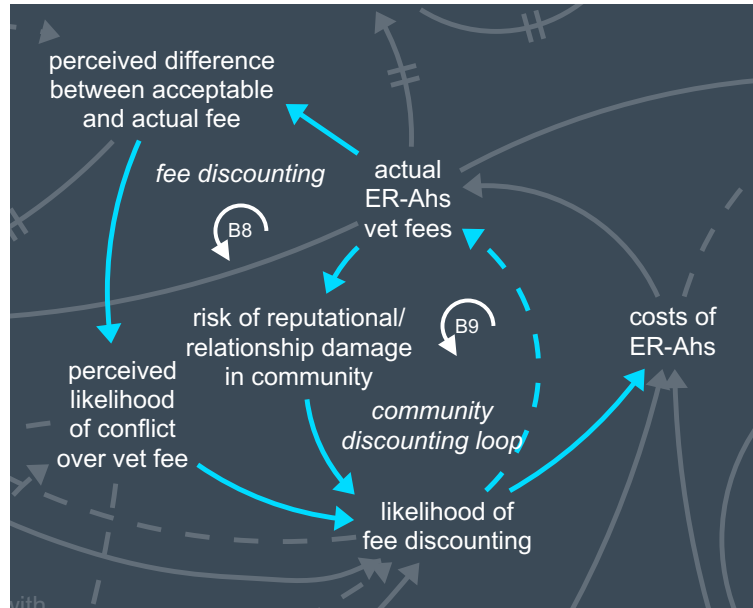 perceived difference
between acceptable
and actual fee
fee discounting
B8
actual
ER-Ahs
vet fees
risk of reputational/
relationship damage
in community
B9
costs of
ER-Ahs
perceived
likelihood
of conflict
over vet fee
community
discounting loop
likelihood of
fee discounting
with